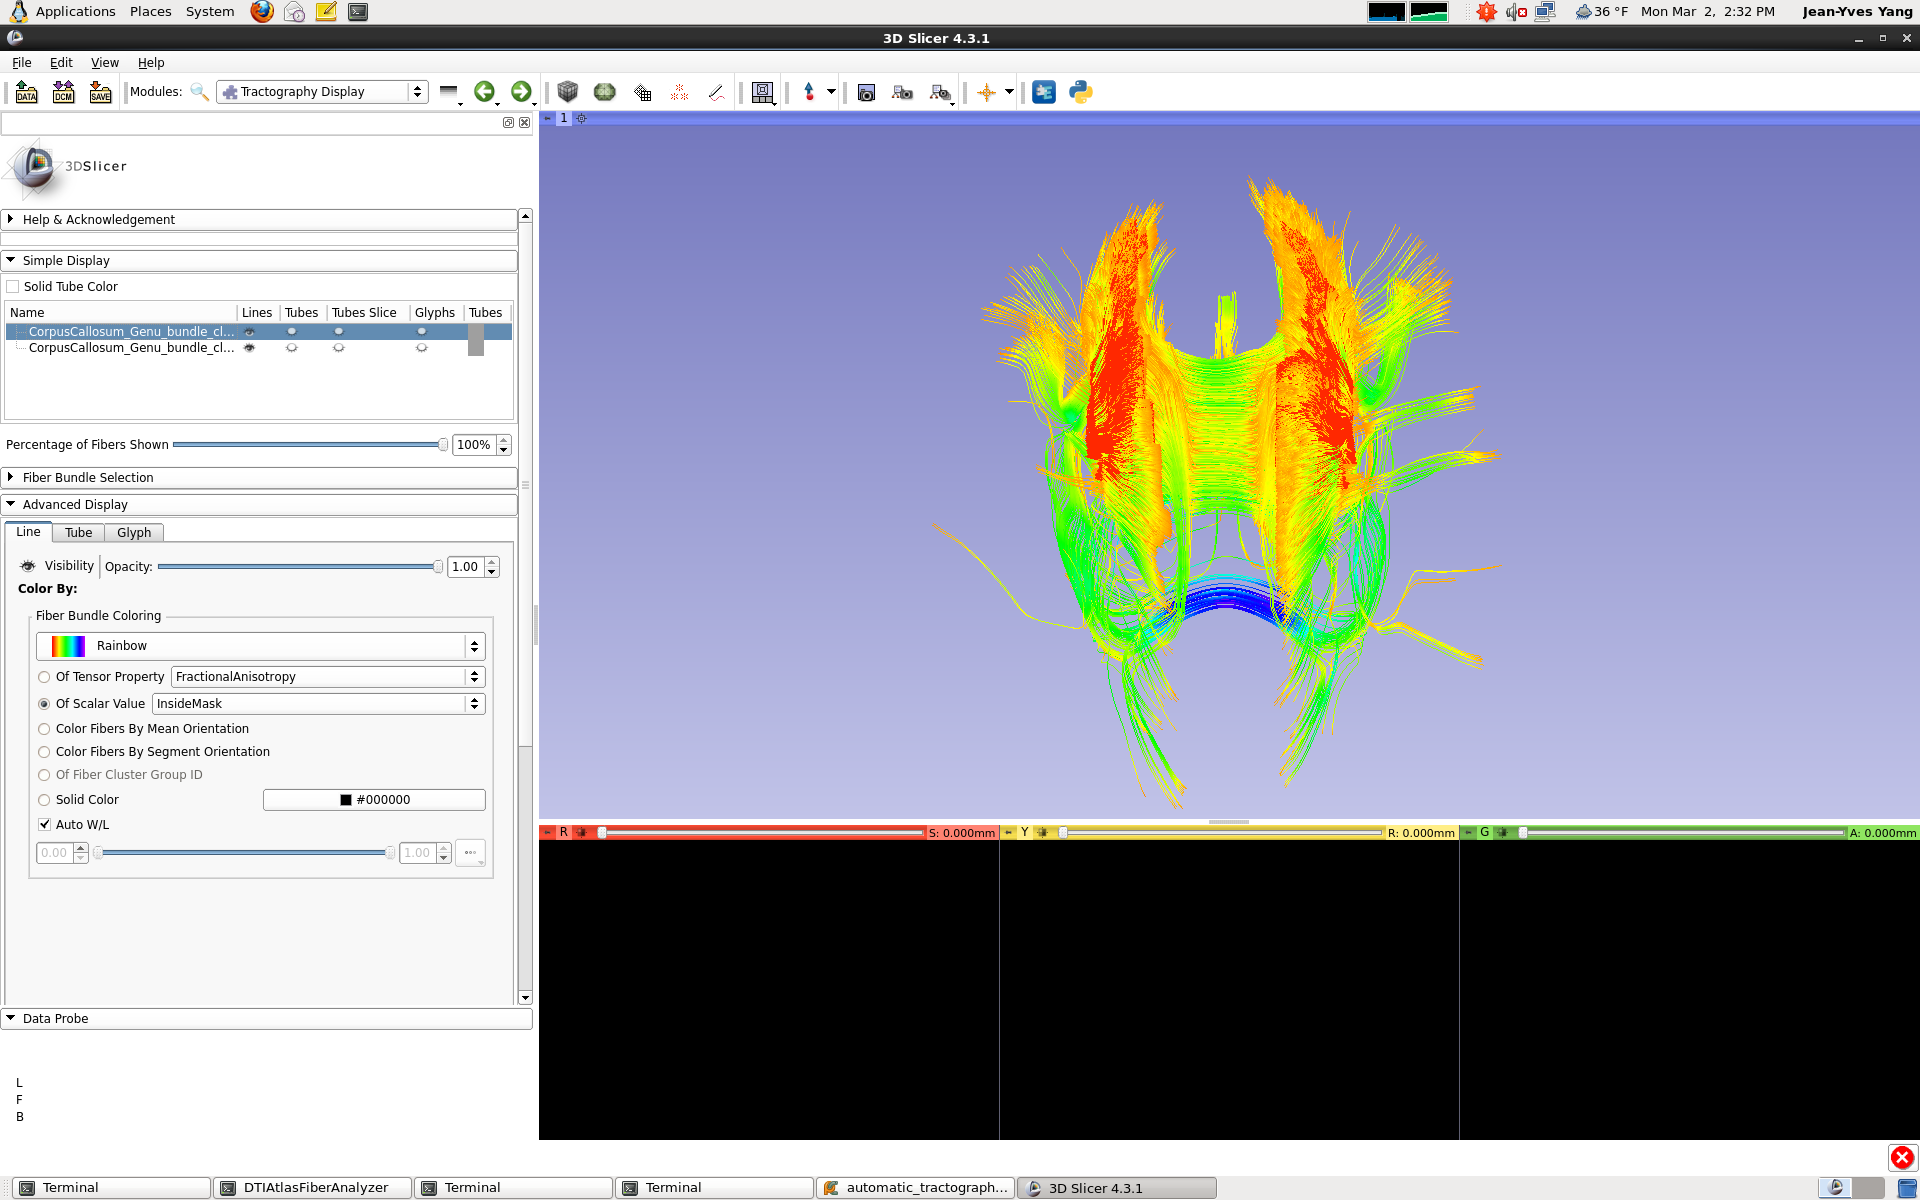 Applications Places System 36 °F Mon Mar 2, 2:32 PM Jean-Yves Yang
3D Slicer 4.3.1
File Edit View Help
DATA DCM SAVE Modules: Tractography Display
1
3DSlicer
Help & Acknowledgement
Simple Display
Solid Tube Color
Name Lines Tubes Tubes Slice Glyphs Tubes
CorpusCallosum_Genu_bundle_cl...
CorpusCallosum_Genu_bundle_cl...
Percentage of Fibers Shown 100%
Fiber Bundle Selection
Advanced Display
Line Tube Glyph
Visibility Opacity: 1.00
Color By:
Fiber Bundle Coloring
Rainbow
Of Tensor Property FractionalAnisotropy
Of Scalar Value InsideMask
Color Fibers By Mean Orientation
Color Fibers By Segment Orientation
Of Fiber Cluster Group ID
Solid Color #000000
Auto W/L
0.00 1.00 ...
R S: 0.000mm Y R: 0.000mm G A: 0.000mm
Data Probe
L
F
B
Terminal DTIAtlasFiberAnalyzer Terminal Terminal automatic_tractograph... 3D Slicer 4.3.1